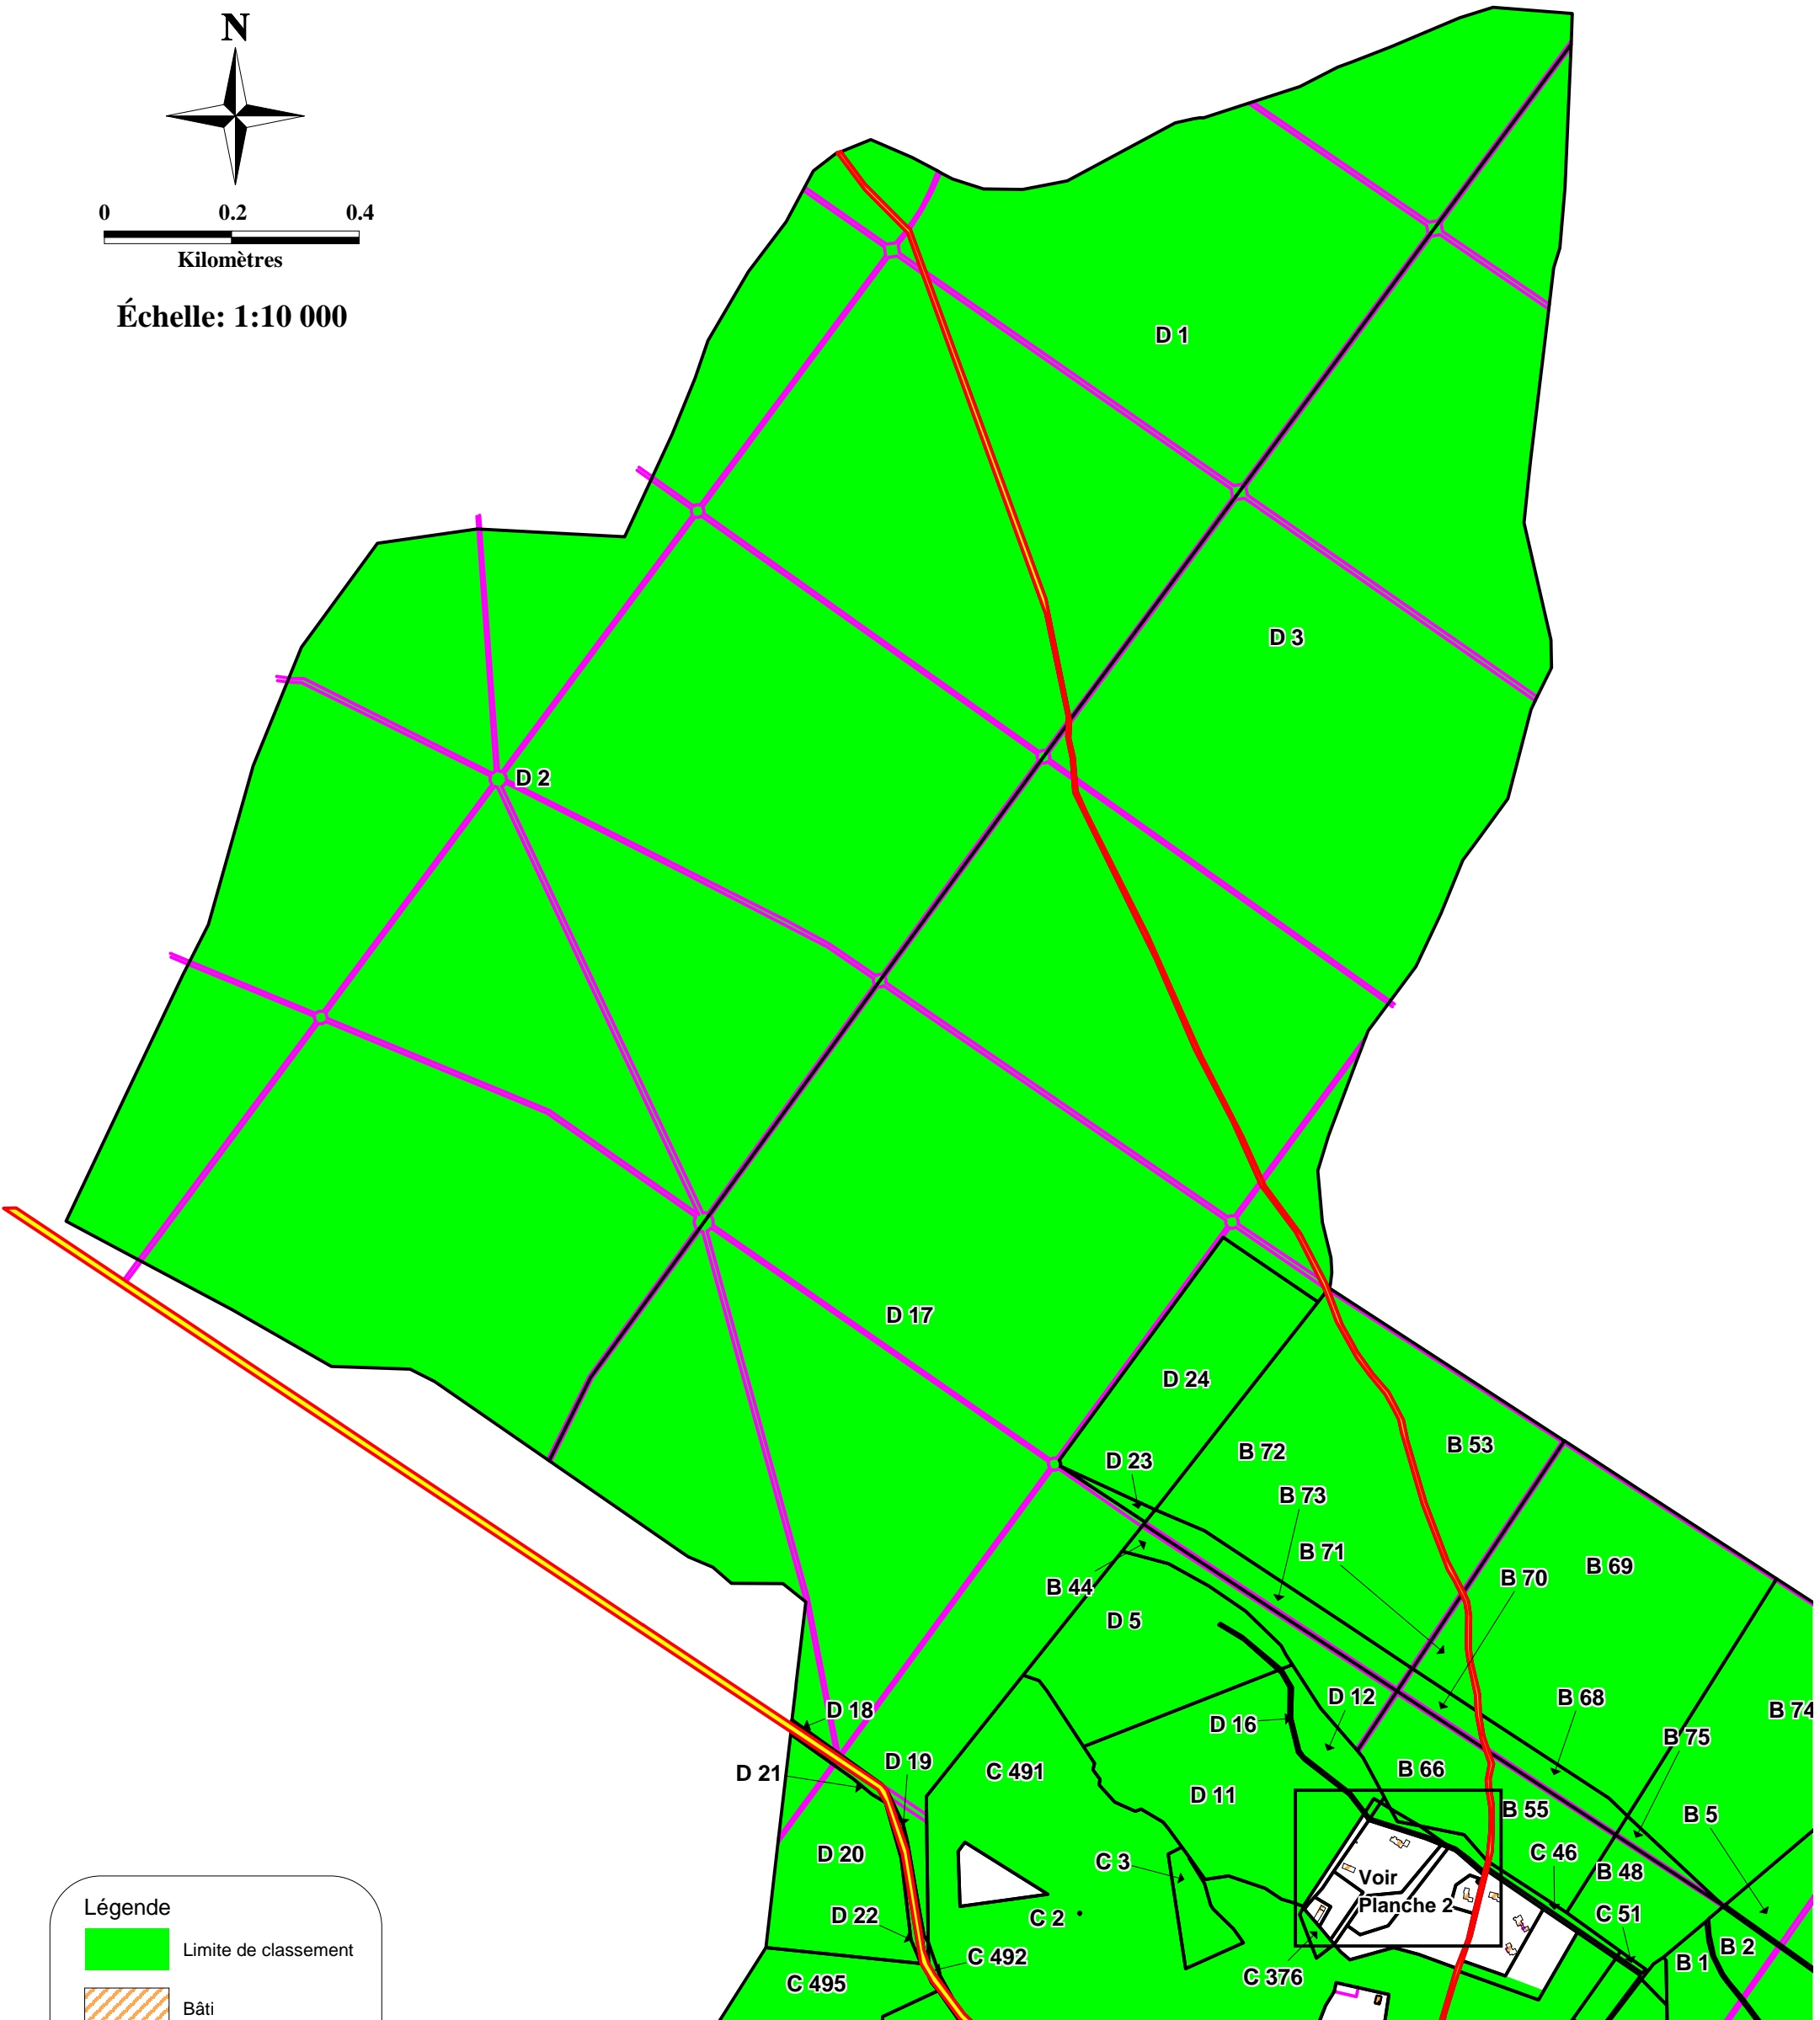 N
0 0.2 0.4
Kilomètres
Échelle: 1:10 000
D 1
D 3
D 2
D 17
D 24
B 53
B 72
D 23
B 73
B 71
B 69
B 70
B 44
D 5
D 12
B 68
B 74
D 18
D 16
B 75
D 19
B 66
D 21
C 491
D 11
B 55
B 5
D 20
C 3
C 46
Voir
B 48
Planche 2
D 22
C 2
C 51
Légende
B 2
Limite de classement
C 492
B 1
C 376
C 495
Bâti